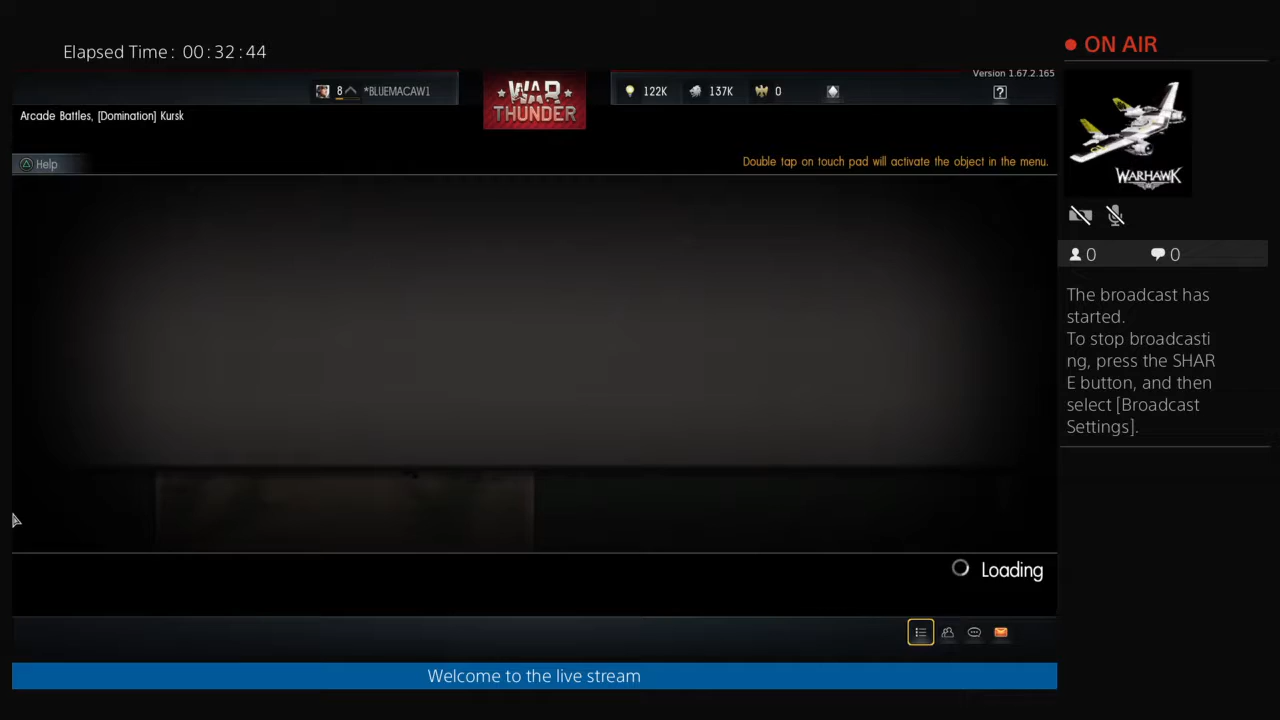 Elapsed Time: 00:32:44
ON AIR
Version 1.67.2.165
8 *BLUEMACAW1
WAR THUNDER
122K 137K 0
?
Arcade Battles, [Domination] Kursk
Help
Double tap on touch pad will activate the object in the menu.
WARHAWK
0 0
The broadcast has
started.
To stop broadcasti
ng, press the SHAR
E button, and then
select [Broadcast
Settings].
Loading
Welcome to the live stream